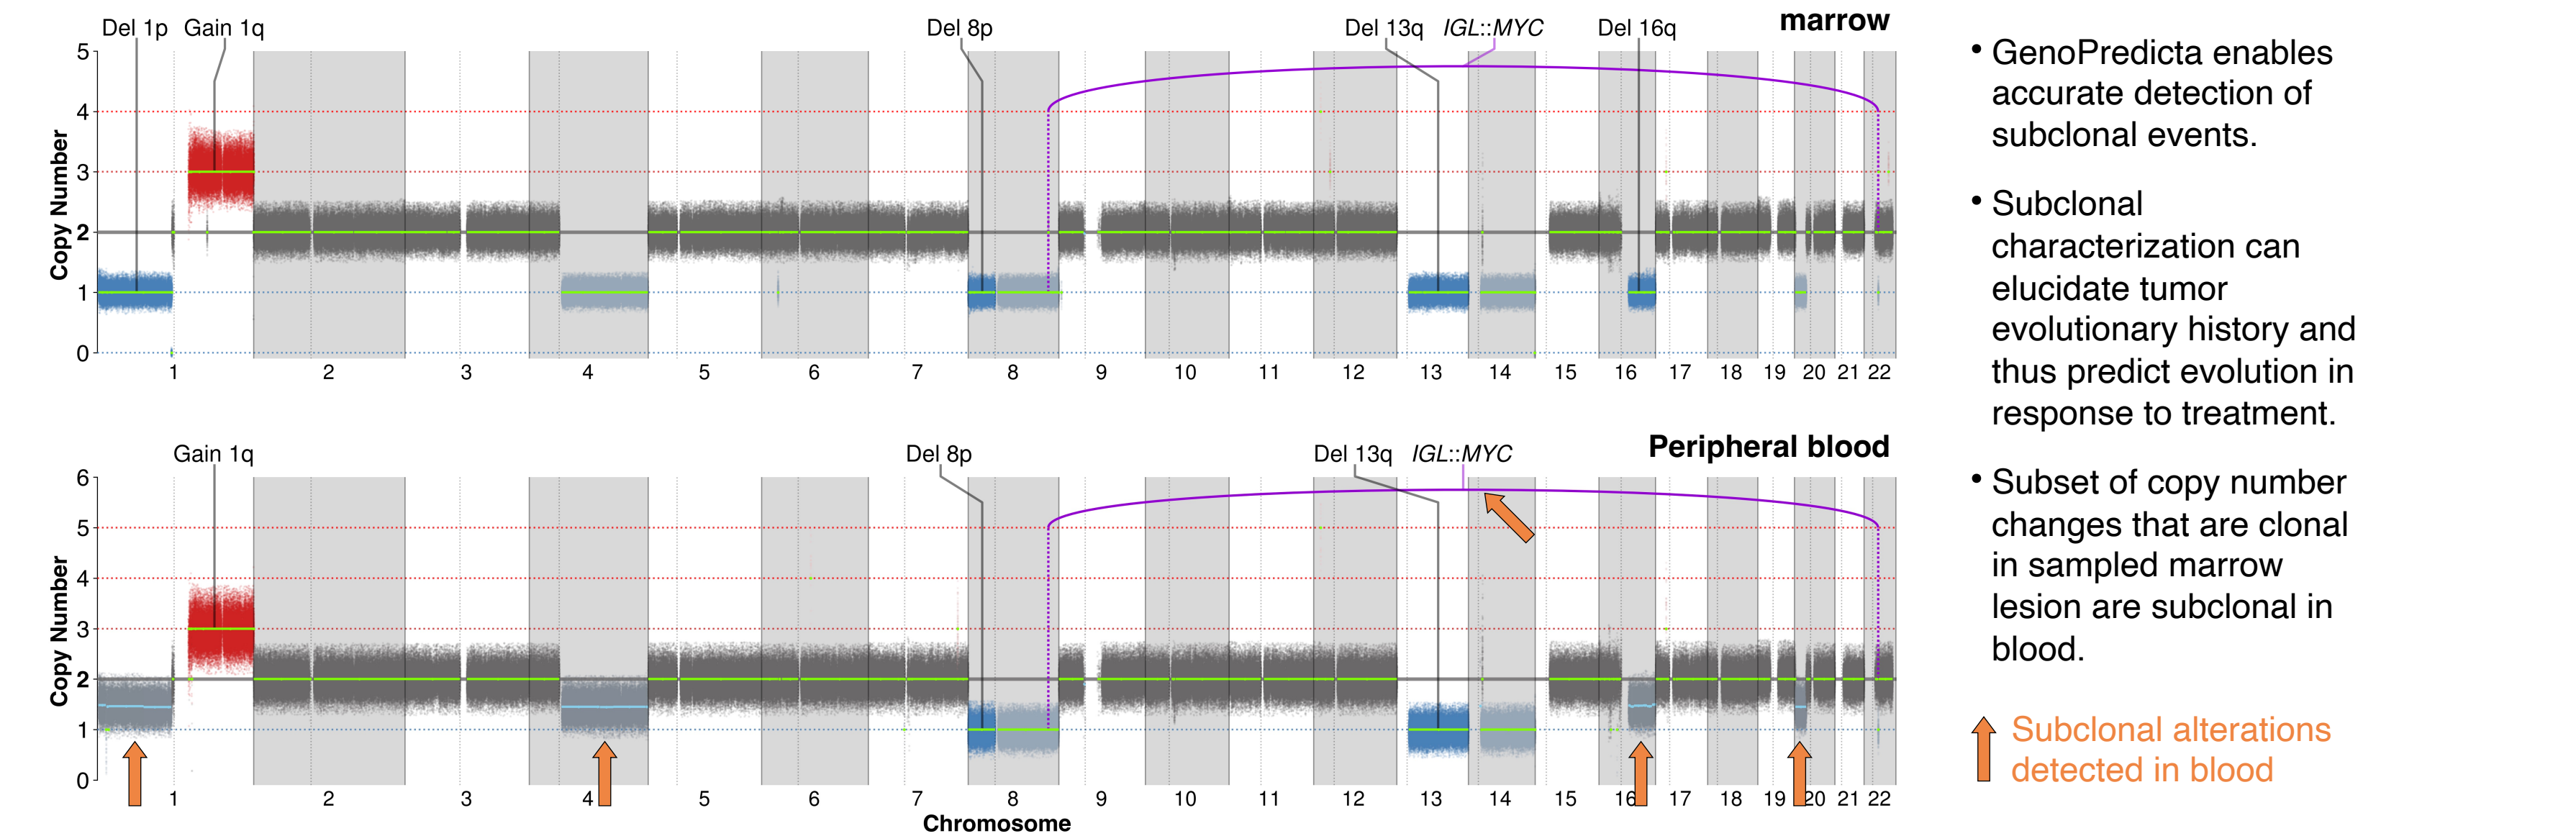 marrow
Del 1p Gain 1q Del 8p Del 13q IGL::MYC Del 16q
5
4
3
2
1
0
Copy Number
1 2 3 4 5 6 7 8 9 10 11 12 13 14 15 16 17 18 19 20 21 22
Peripheral blood
Gain 1q Del 8p Del 13q IGL::MYC
6
5
4
3
2
1
0
Copy Number
1 2 3 4 5 6 7 8 9 10 11 12 13 14 15 16 17 18 19 20 21 22
Chromosome
• GenoPredicta enables
accurate detection of
subclonal events.
• Subclonal
characterization can
elucidate tumor
evolutionary history and
thus predict evolution in
response to treatment.
• Subset of copy number
changes that are clonal
in sampled marrow
lesion are subclonal in
blood.
Subclonal alterations
detected in blood